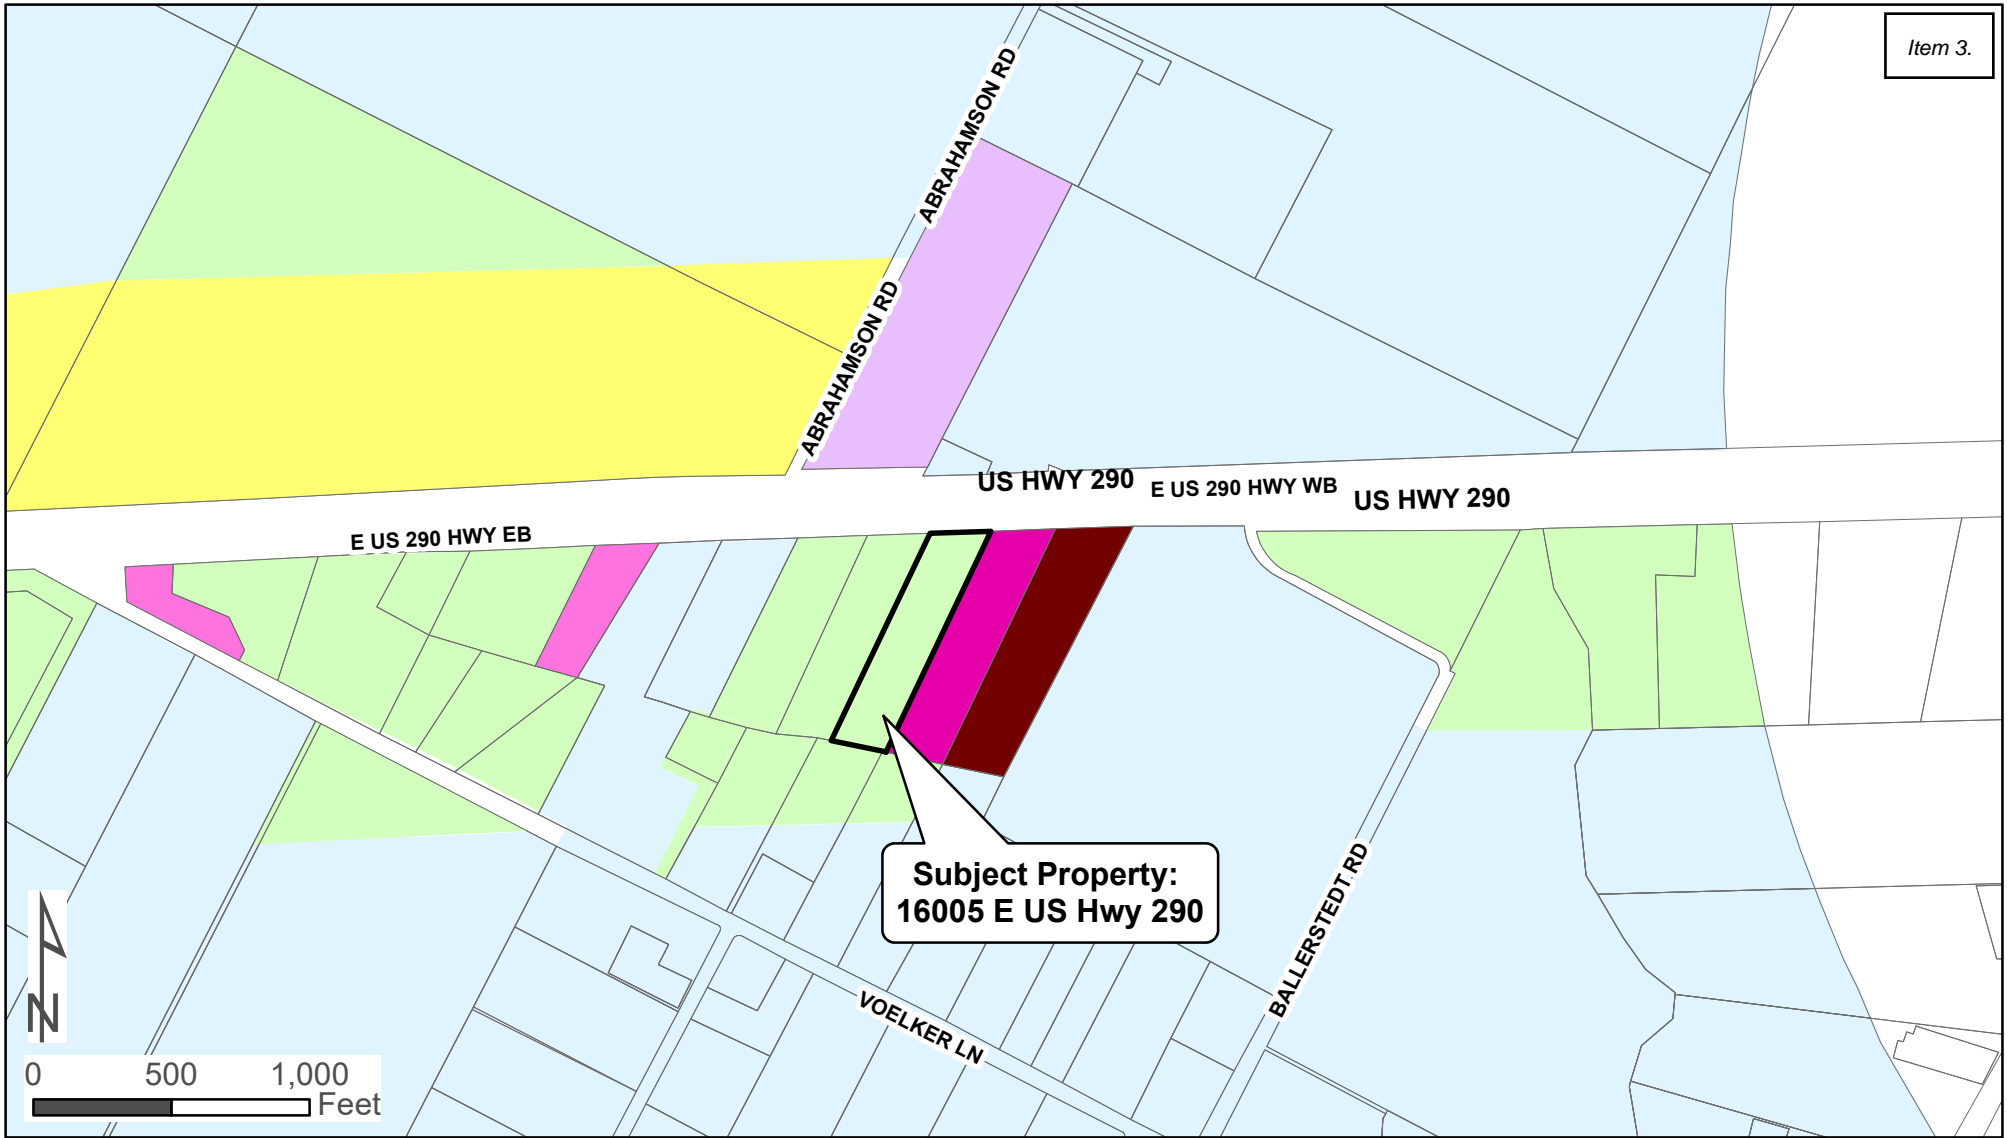 Item 3.
ABRAHAMSON RD
ABRAHAMSON RD
US HWY 290
E US 290 HWY WB
US HWY 290
E US 290 HWY EB
Subject Property:
16005 E US Hwy 290
BALLERSTEDT RD
VOELKER LN
N
0 500 1,000
Feet